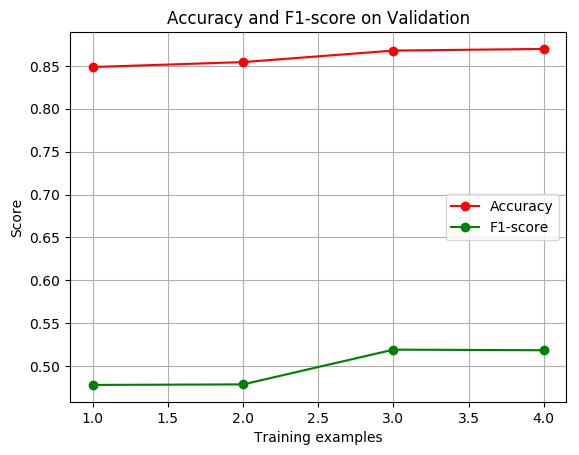 Accuracy and F1-score on Validation
Score
0.85
0.80
0.75
0.70
0.65
0.60
0.55
0.50
Accuracy
F1-score
1.0 1.5 2.0 2.5 3.0 3.5 4.0
Training examples